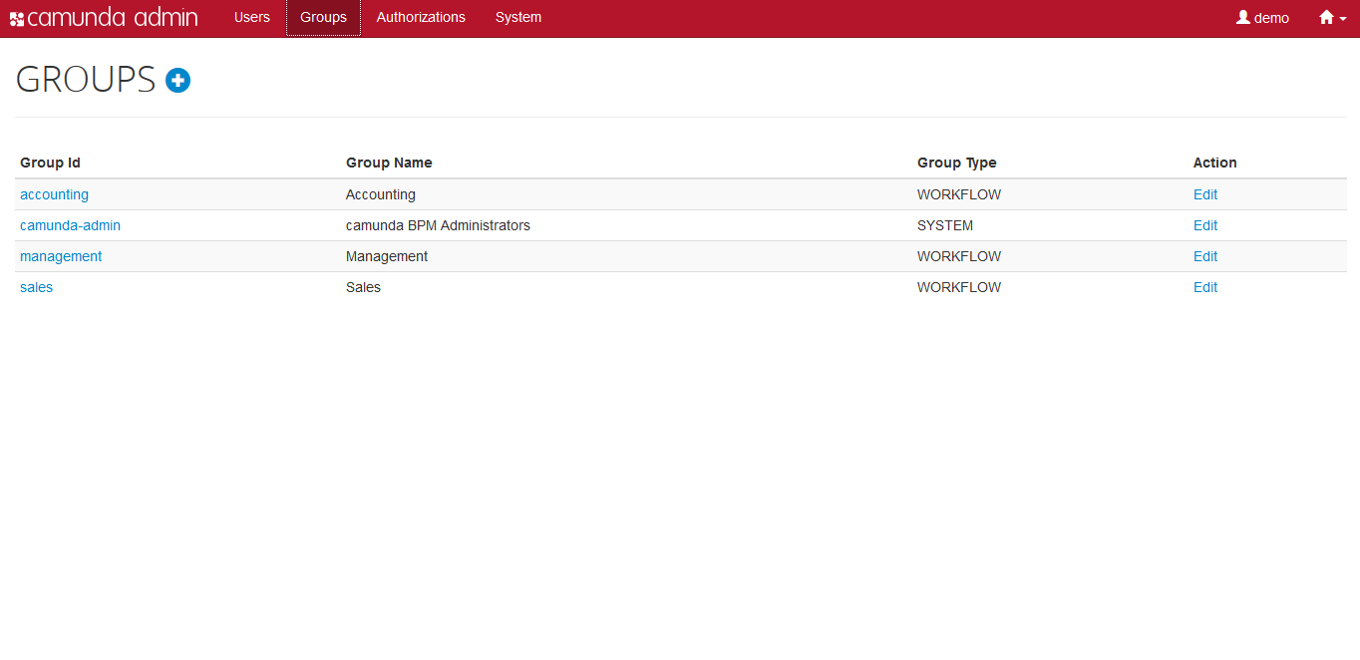 camunda admin Users Groups Authorizations System demo
GROUPS
Group Id Group Name Group Type Action
accounting Accounting WORKFLOW Edit
camunda-admin camunda BPM Administrators SYSTEM Edit
management Management WORKFLOW Edit
sales Sales WORKFLOW Edit